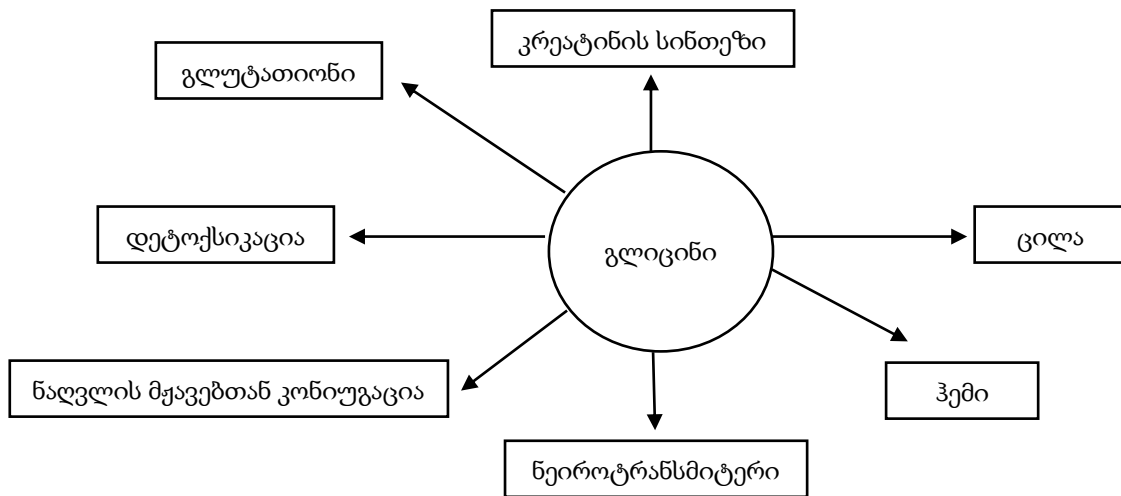 კრეატინის სინთეზი
გლუტათიონი
დეტოქსიკაცია
გლიცინი
ცილა
ნაღვლის მჟავებთან კონიუგაცია
ჰემი
ნეიროტრანსმიტერი